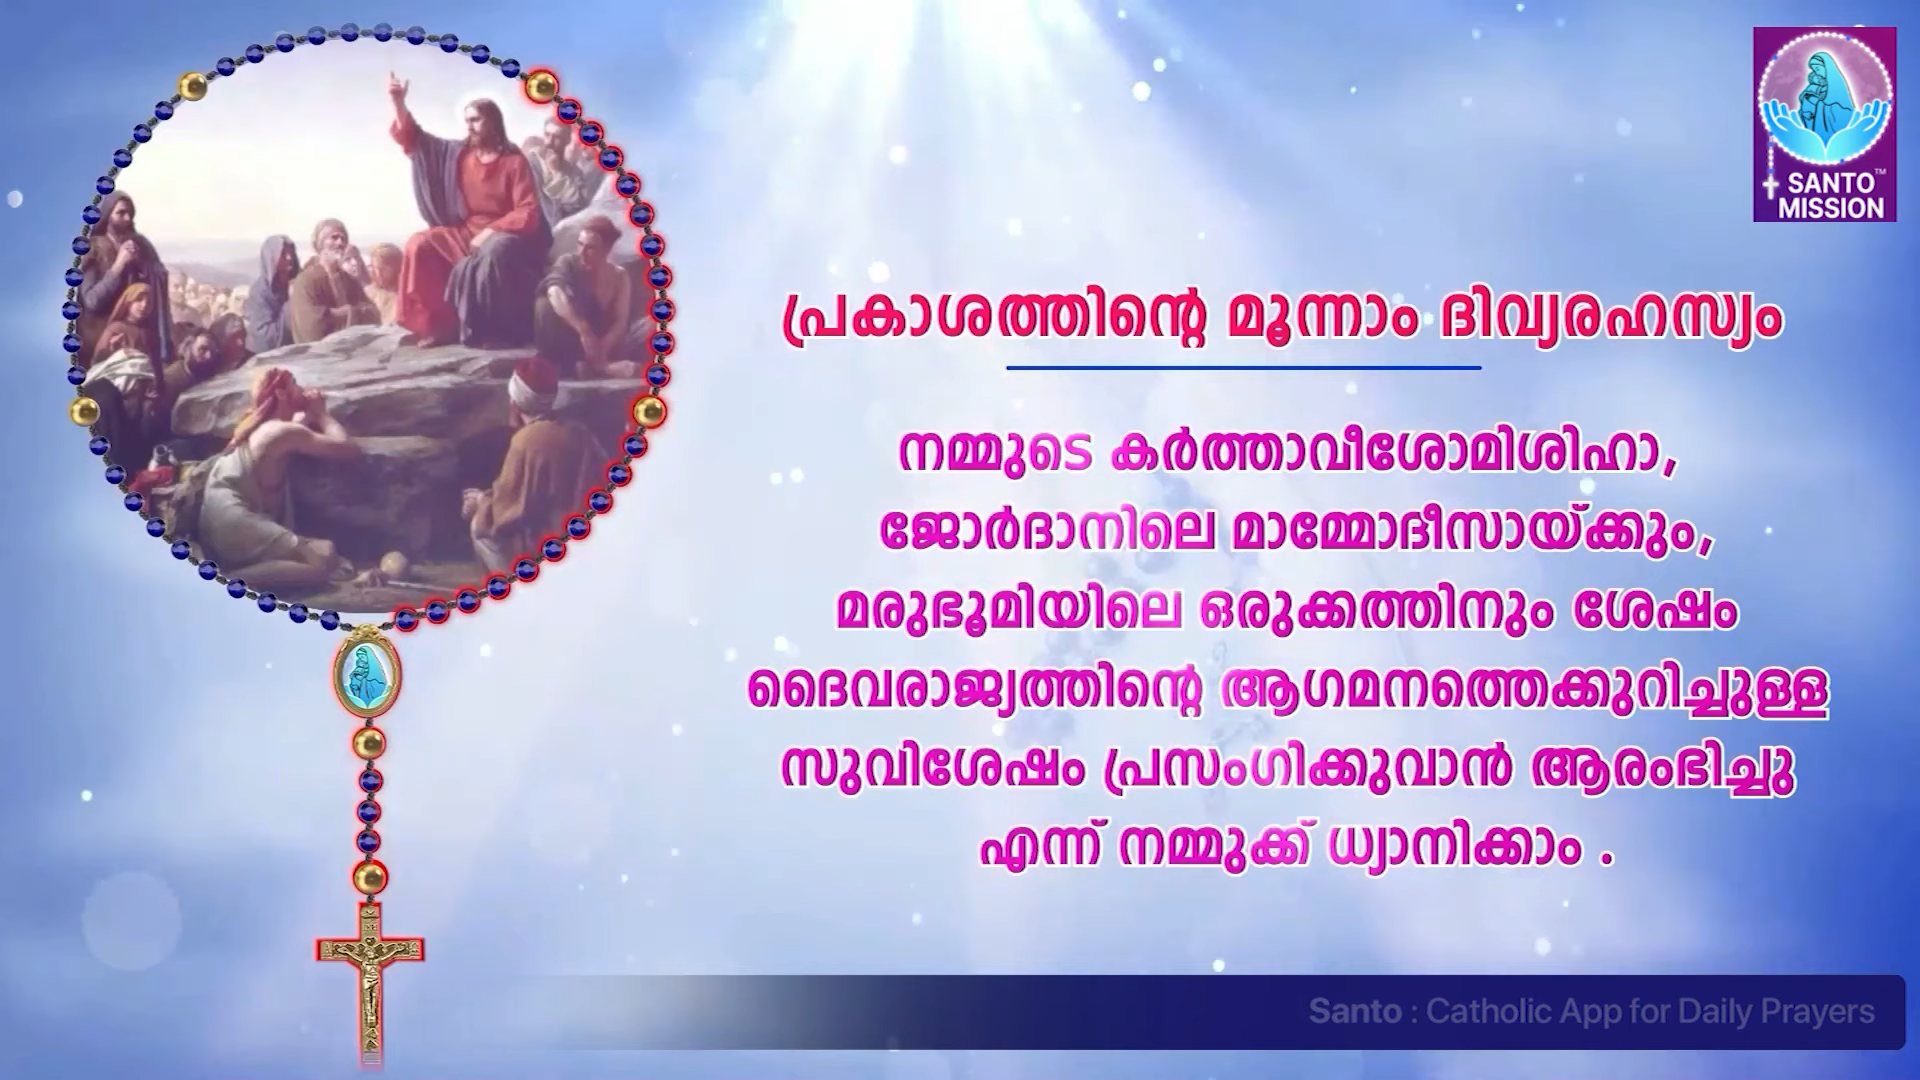 SANTO™
MISSION
പ്രകാശത്തിന്റെ മൂന്നാം ദിവ്യരഹസ്യം
നമ്മുടെ കർത്താവീശോമിശിഹാ,
ജോർദാനിലെ മാമ്മോദീസായ്ക്കും,
മരുഭൂമിയിലെ ഒരുക്കത്തിനും ശേഷം
ദൈവരാജ്യത്തിന്റെ ആഗമനത്തെക്കുറിച്ചുള്ള
സുവിശേഷം പ്രസംഗിക്കുവാൻ ആരംഭിച്ചു
എന്ന് നമ്മുക്ക് ധ്യാനിക്കാം .
Santo : Catholic App for Daily Prayers